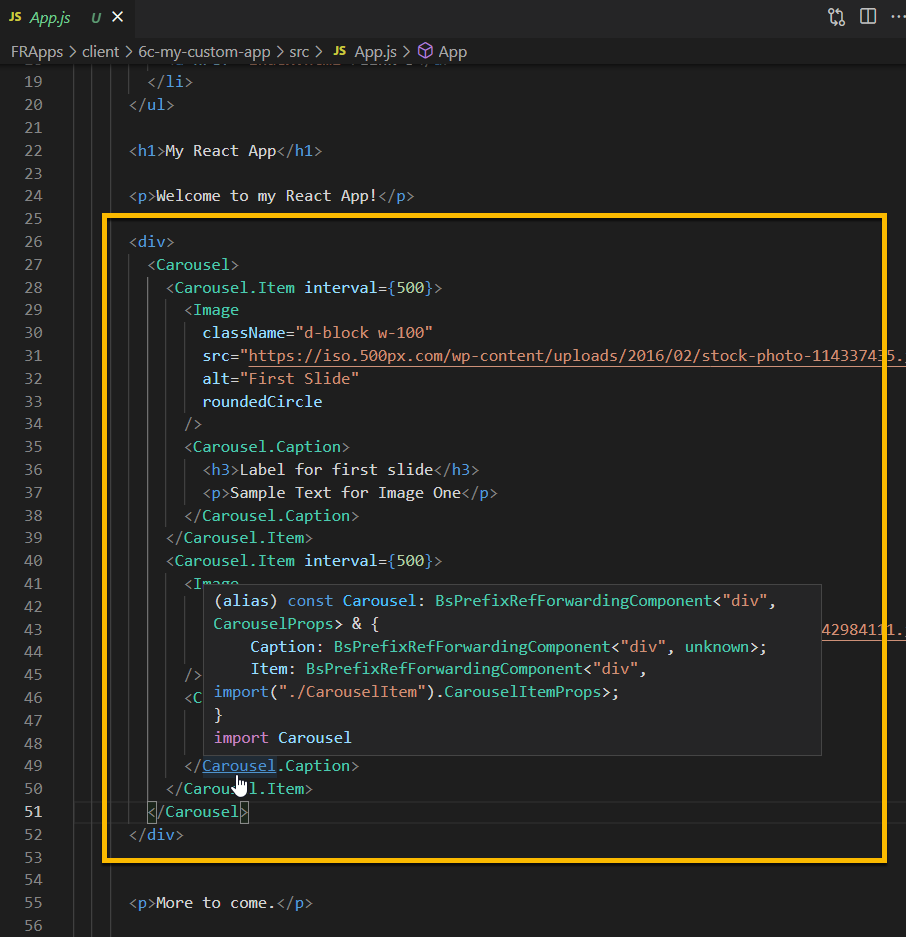 JS App.js U
FRApps > client > 6c-my-custom-app > src > JS App.js > App
19 </li>
20 </ul>
21
22 <h1>My React App</h1>
23
24 <p>Welcome to my React App!</p>
25
26 <div>
27 <Carousel>
28 <Carousel.Item interval={500}>
29 <Image
30 className="d-block w-100"
31 src="https://iso.500px.com/wp-content/uploads/2016/02/stock-photo-114337435.
32 alt="First Slide"
33 roundedCircle
34 />
35 <Carousel.Caption>
36 <h3>Label for first slide</h3>
37 <p>Sample Text for Image One</p>
38 </Carousel.Caption>
39 </Carousel.Item>
40 <Carousel.Item interval={500}>
41 <Image
42 (alias) const Carousel: BsPrefixRefForwardingComponent<"div",
CarouselProps> & {
43 42984111.
Caption: BsPrefixRefForwardingComponent<"div", unknown>;
44 Item: BsPrefixRefForwardingComponent<"div",
45 />
import("./CarouselItem").CarouselItemProps>;
46 <C
47 }
48 import Carousel
49 </Carousel.Caption>
50 </Carousel.Item>
51 </Carousel>
52 </div>
53
54
55 <p>More to come.</p>
56